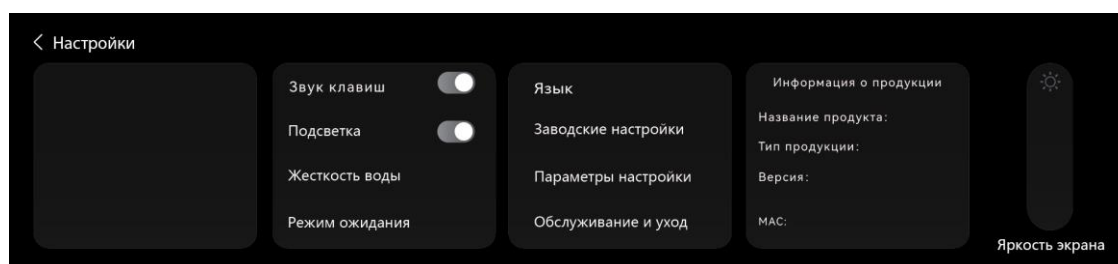 Настройки
Звук клавиш
Подсветка
Жесткость воды
Режим ожидания
Язык
Заводские настройки
Параметры настройки
Обслуживание и уход
Информация о продукции
Название продукта:
Тип продукции:
Версия:
MAC:
Яркость экрана